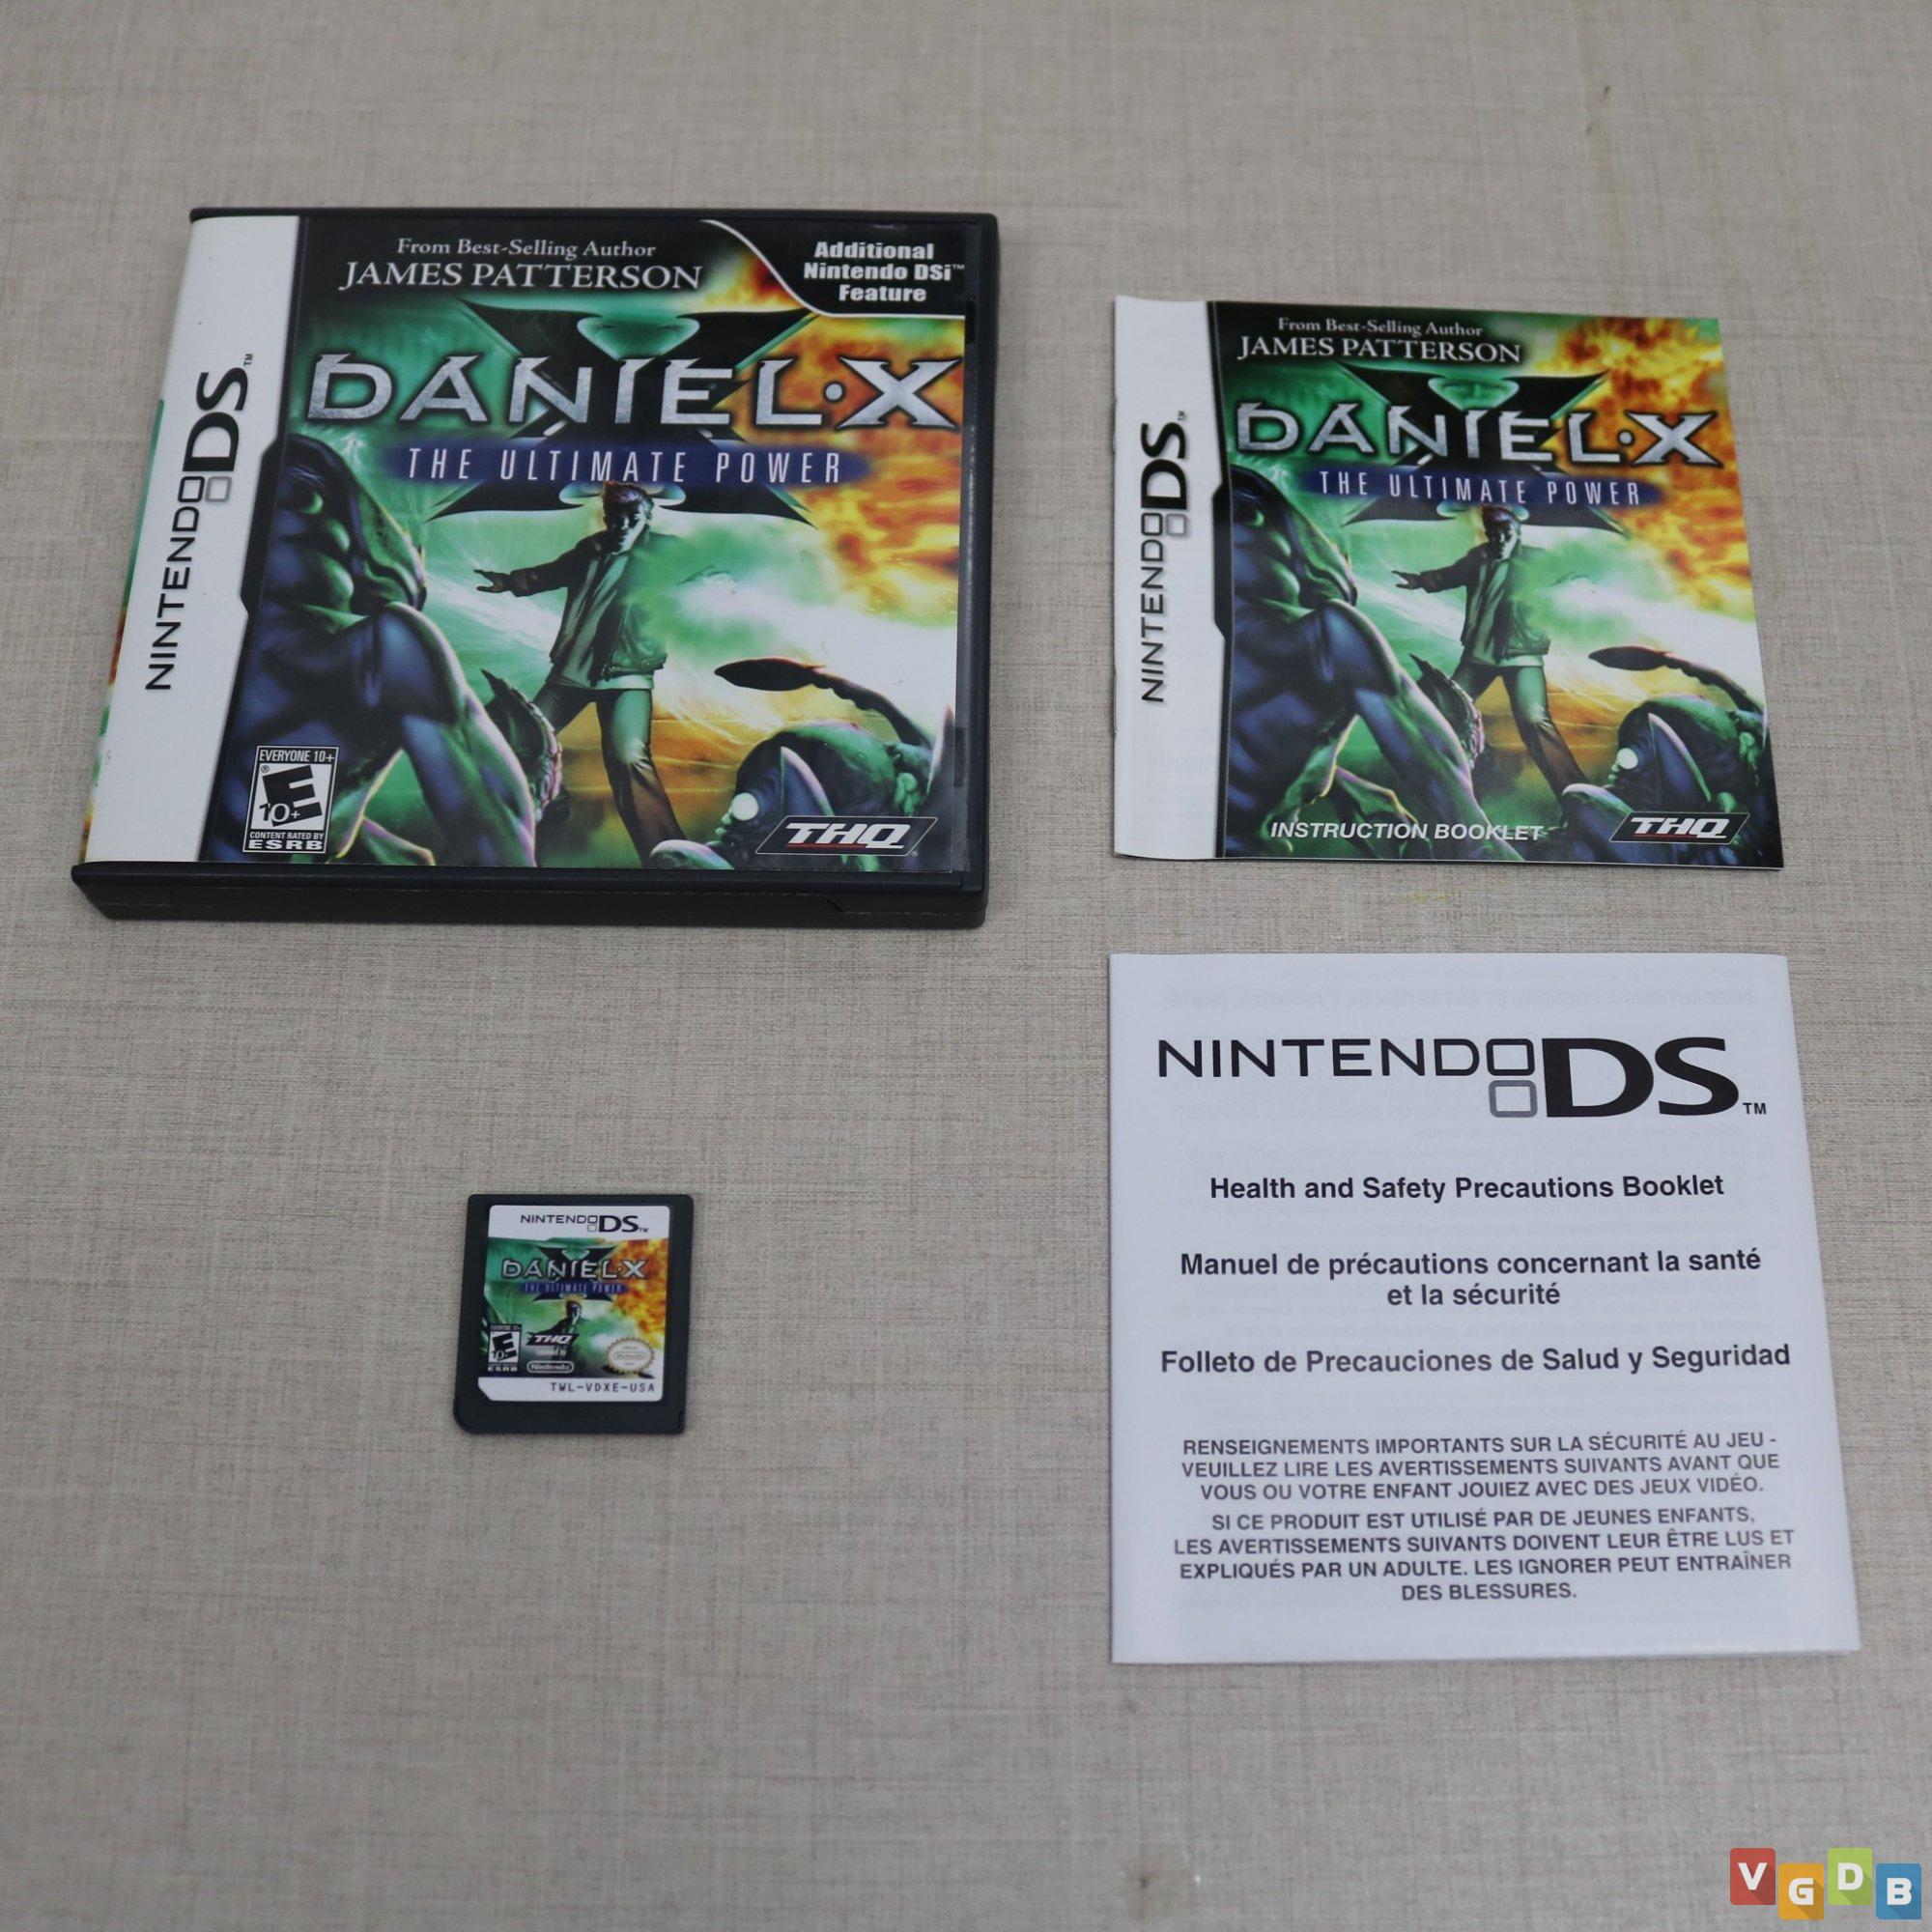 From Best-Selling Author
JAMES PATTERSON
Additional
Nintendo DSi™
Feature
DANIEL·X
THE ULTIMATE POWER
NINTENDO DS™
EVERYONE 10+
E
10+
®
CONTENT RATED BY
ESRB
THQ
From Best-Selling Author
JAMES PATTERSON
DANIEL·X
THE ULTIMATE POWER
NINTENDO DS™
INSTRUCTION BOOKLET
THQ
NINTENDO DS™
DANIEL·X
THE ULTIMATE POWER
EVERYONE 10+
E
10+
ESRB
THQ
Licensed by
Nintendo
TWL-VDXE-USA
NINTENDO DS™
Health and Safety Precautions Booklet
Manuel de précautions concernant la santé
et la sécurité
Folleto de Precauciones de Salud y Seguridad
RENSEIGNEMENTS IMPORTANTS SUR LA SÉCURITÉ AU JEU -
VEUILLEZ LIRE LES AVERTISSEMENTS SUIVANTS AVANT QUE
VOUS OU VOTRE ENFANT JOUIEZ AVEC DES JEUX VIDÉO.
SI CE PRODUIT EST UTILISÉ PAR DE JEUNES ENFANTS,
LES AVERTISSEMENTS SUIVANTS DOIVENT LEUR ÊTRE LUS ET
EXPLIQUÉS PAR UN ADULTE. LES IGNORER PEUT ENTRAÎNER
DES BLESSURES.
VGDB